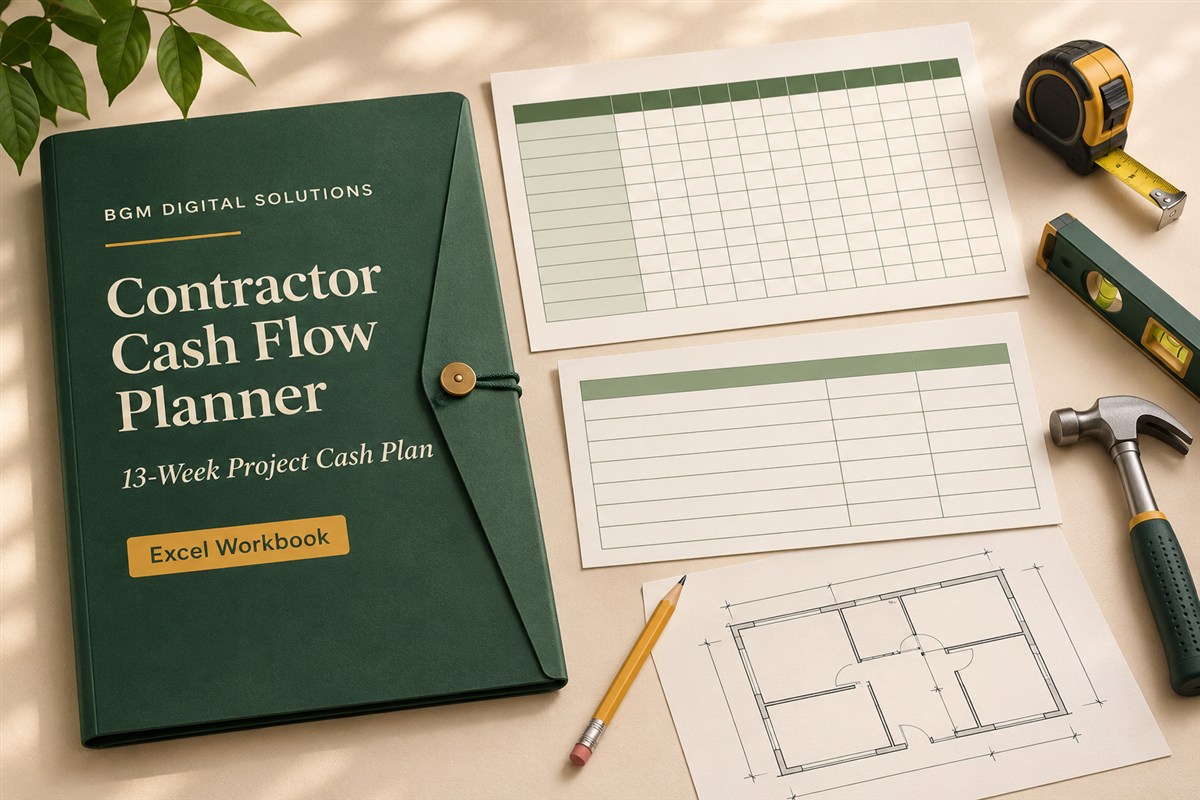 BGM DIGITAL SOLUTIONS
Contractor
Cash Flow
Planner
13-Week Project Cash Plan
Excel Workbook